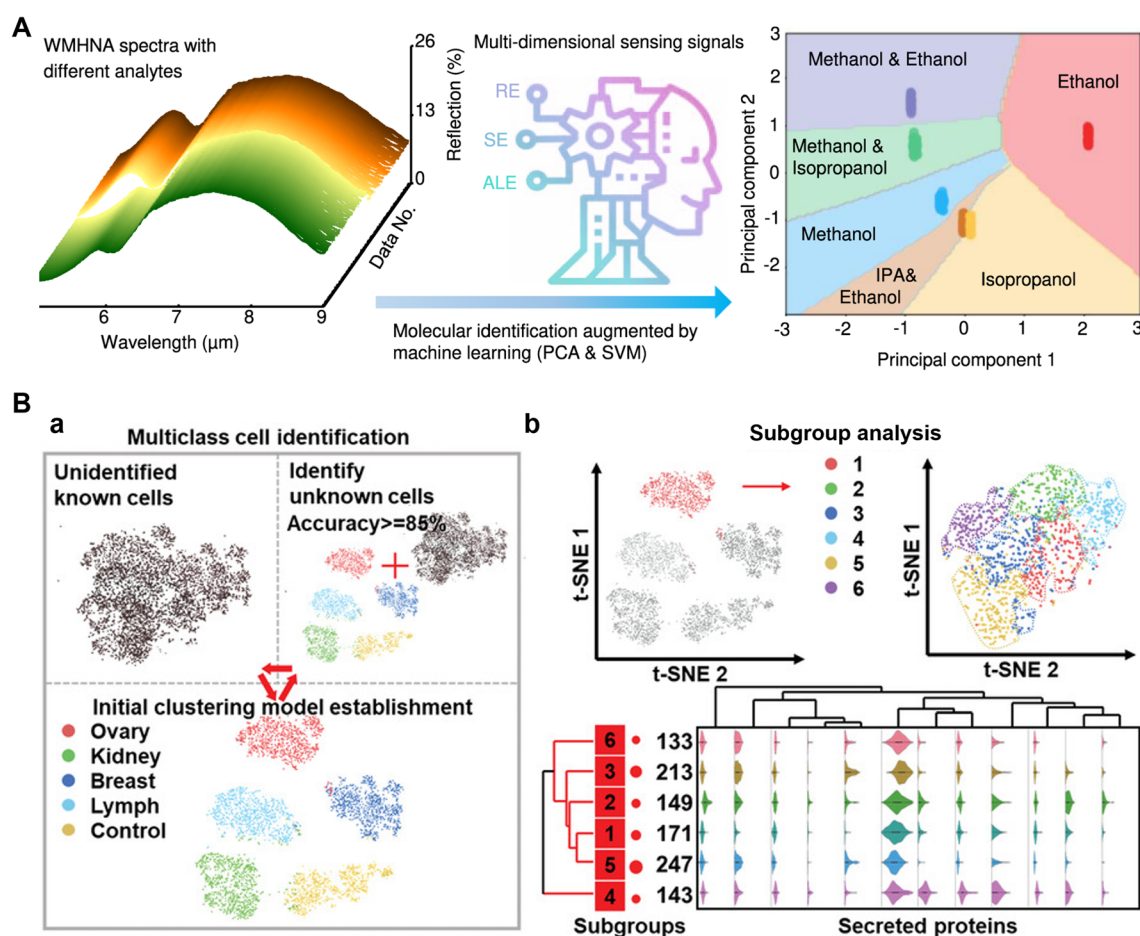 A
WMHNA spectra with
different analytes
26
13
0
Reflection (%)
Data No.
6
7
8
9
Wavelength (μm)
Multi-dimensional sensing signals
RE
SE
ALE
Molecular identification augmented by
machine learning (PCA & SVM)
3
2
1
0
-1
-2
Principal component 2
Methanol & Ethanol
Ethanol
Methanol &
Isopropanol
Methanol
IPA&
Ethanol
Isopropanol
-3
-2
-1
0
1
2
3
Principal component 1
B
a
Multiclass cell identification
Unidentified
known cells
Identify
unknown cells
Accuracy>=85%
Initial clustering model establishment
Ovary
Kidney
Breast
Lymph
Control
b
Subgroup analysis
t-SNE 1
t-SNE 2
1
2
3
4
5
6
t-SNE 1
t-SNE 2
6 133
3 213
2 149
1 171
5 247
4 143
Subgroups
Secreted proteins